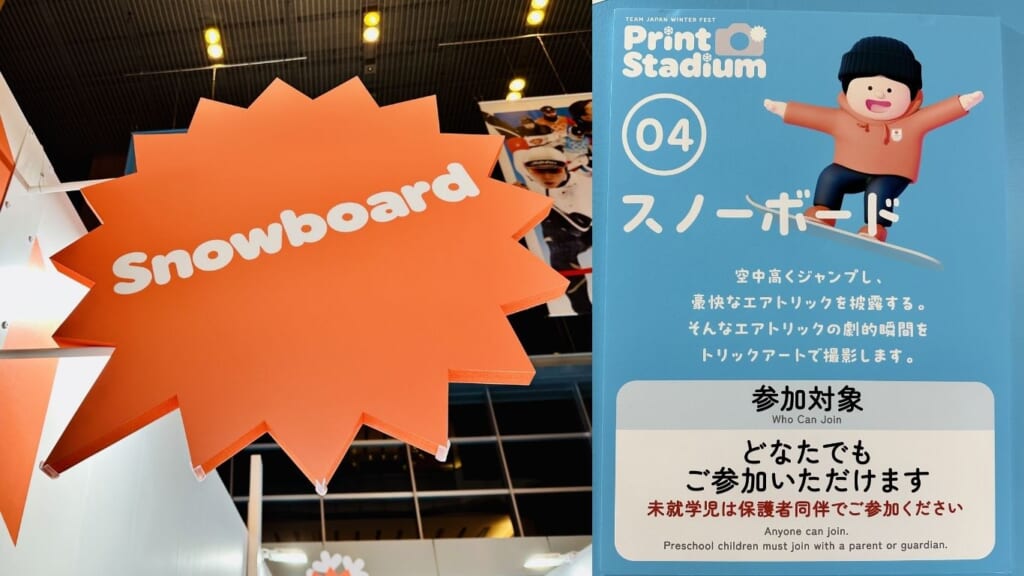 Snowboard
TEAM JAPAN WINTER FEST
Print
Stadium
04
スノーボード
空中高くジャンプし、
豪快なエアトリックを披露する。
そんなエアトリックの劇的瞬間を
トリックアートで撮影します。
参加対象
Who Can Join
どなたでも
ご参加いただけます
未就学児は保護者同伴でご参加ください
Anyone can join.
Preschool children must join with a parent or guardian.